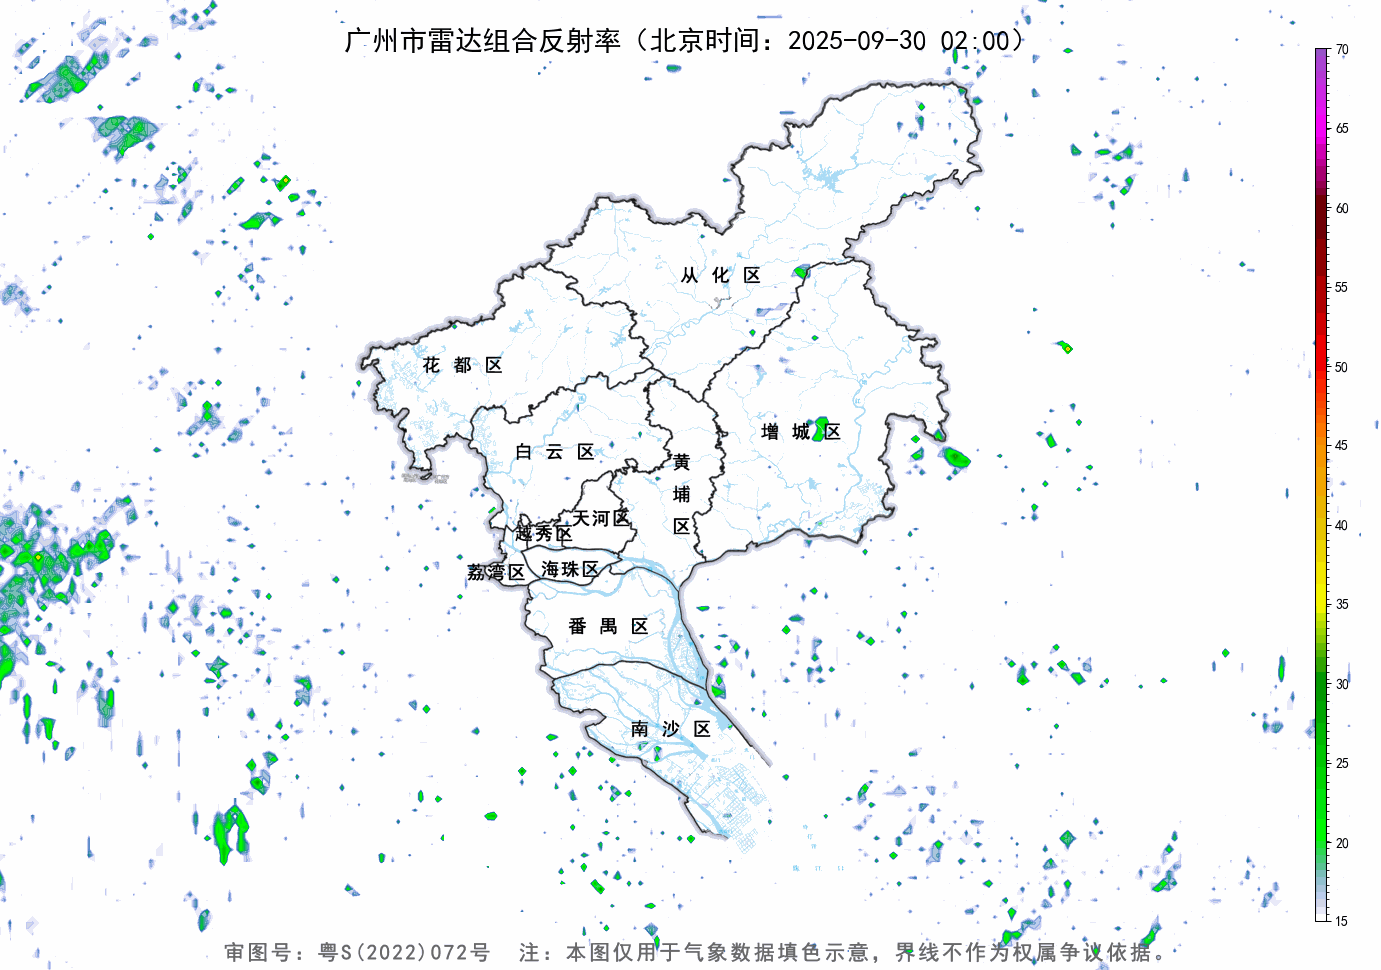 广州市雷达组合反射率（北京时间：2025-09-30 02:00）
70
65
60
55
50
45
40
35
30
25
20
15
从化区
花都区
增城区
白云区
黄埔区
天河区
越秀区
海珠区
荔湾区
番禺区
南沙区
审图号：粤S(2022)072号 注：本图仅用于气象数据填色示意，界线不作为权属争议依据。